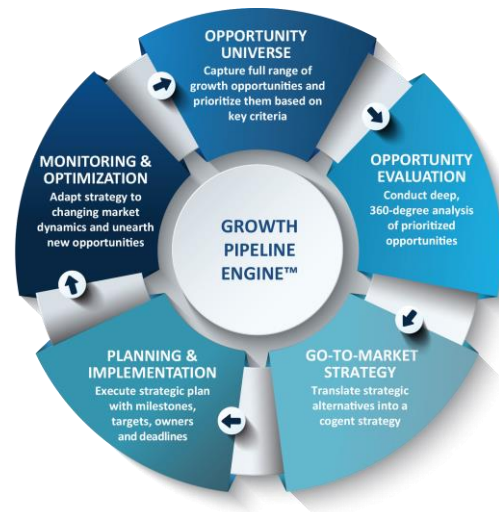 OPPORTUNITY
UNIVERSE
Capture full range of
growth opportunities and
prioritize them based on
key criteria
OPPORTUNITY
EVALUATION
Conduct deep,
360-degree analysis
of prioritized
opportunities
GO-TO-MARKET
STRATEGY
Translate strategic
alternatives into a
cogent strategy
PLANNING &
IMPLEMENTATION
Execute strategic plan
with milestones,
targets, owners
and deadlines
MONITORING &
OPTIMIZATION
Adapt strategy to
changing market
dynamics and unearth
new opportunities
GROWTH
PIPELINE
ENGINE™